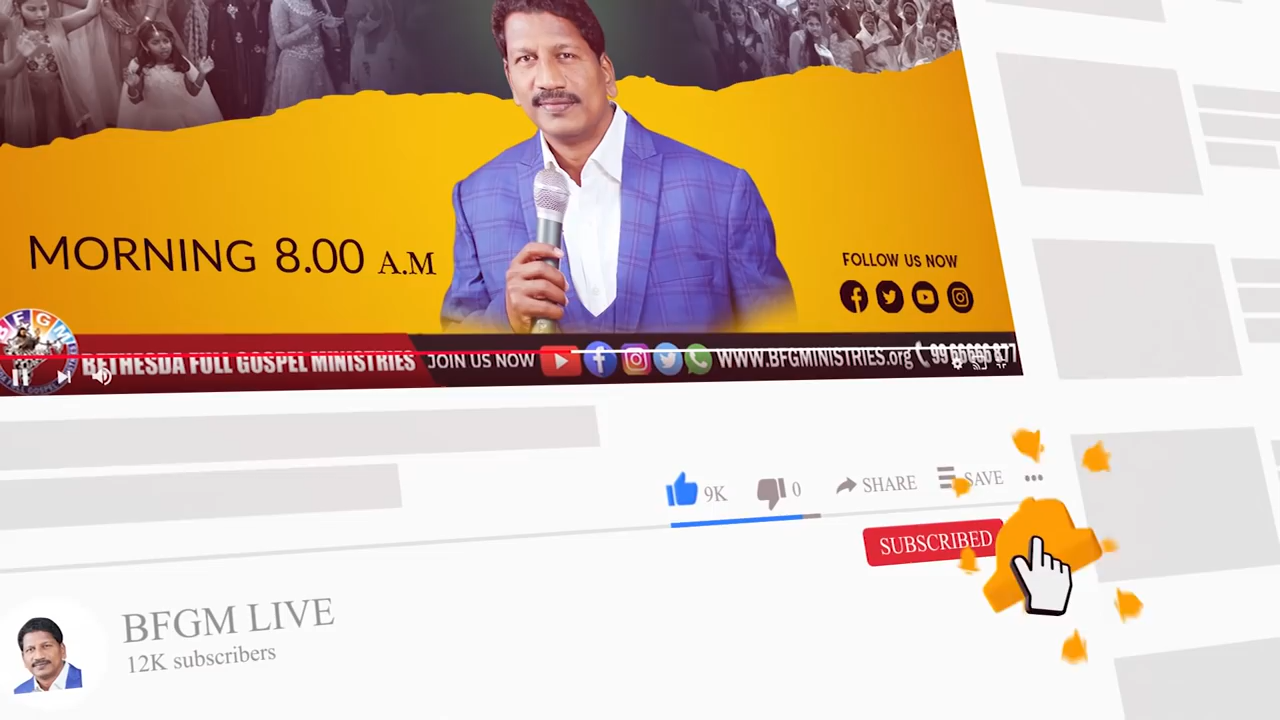 MORNING 8.00 A.M
FOLLOW US NOW
BFGM
BETHESDA FULL GOSPEL MINISTRIES JOIN US NOW WWW.BFGMINISTRIES.org
9K 0 SHARE SAVE
SUBSCRIBED
BFGM LIVE
12K subscribers